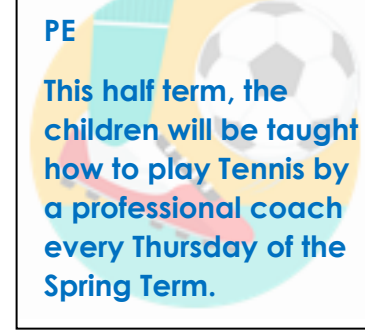 PE
This half term, the
children will be taught
how to play Tennis by
a professional coach
every Thursday of the
Spring Term.